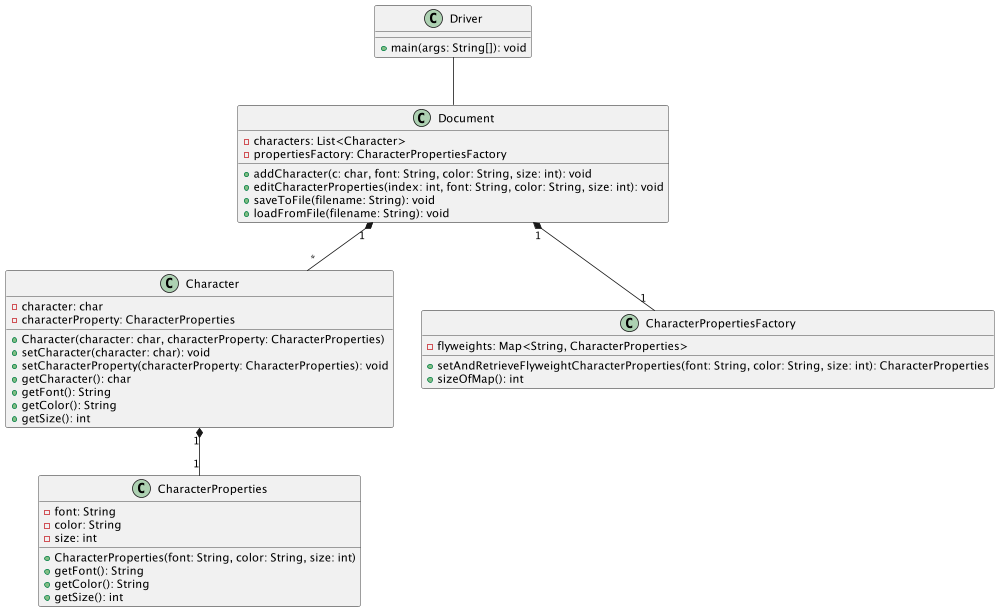 C Driver
main(args: String[]): void
C Document
characters: List<Character>
propertiesFactory: CharacterPropertiesFactory
addCharacter(c: char, font: String, color: String, size: int): void
editCharacterProperties(index: int, font: String, color: String, size: int): void
saveToFile(filename: String): void
loadFromFile(filename: String): void
1
1
*
1
C Character
character: char
characterProperty: CharacterProperties
Character(character: char, characterProperty: CharacterProperties)
setCharacter(character: char): void
setCharacterProperty(characterProperty: CharacterProperties): void
getCharacter(): char
getFont(): String
getColor(): String
getSize(): int
C CharacterPropertiesFactory
flyweights: Map<String, CharacterProperties>
setAndRetrieveFlyweightCharacterProperties(font: String, color: String, size: int): CharacterProperties
sizeOfMap(): int
1
1
C CharacterProperties
font: String
color: String
size: int
CharacterProperties(font: String, color: String, size: int)
getFont(): String
getColor(): String
getSize(): int